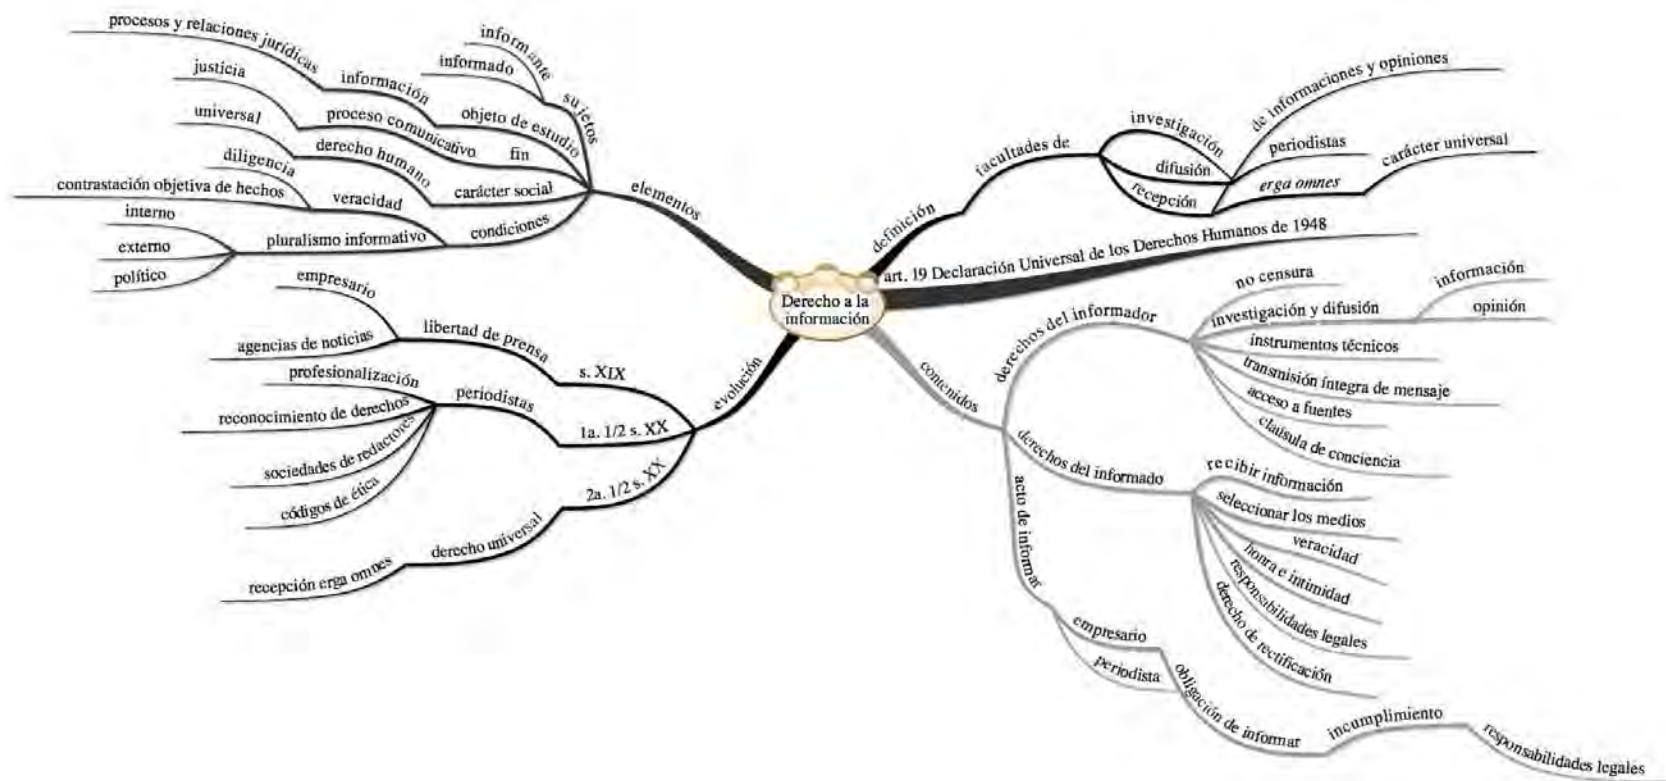 Derecho a la
información
definición
facultades de
investigación
difusión
recepción
de informaciones y opiniones
periodistas
erga omnes
carácter universal
art. 19 Declaración Universal de los Derechos Humanos de 1948
contenidos
derechos del informador
no censura
investigación y difusión
información
opinión
instrumentos técnicos
transmisión íntegra de mensaje
acceso a fuentes
claúsula de conciencia
derechos del informado
recibir información
seleccionar los medios
veracidad
honra e intimidad
responsabilidades legales
derecho de rectificación
acto de informar
empresario
periodista
obligación de informar
incumplimiento
responsabilidades legales
elementos
sujetos
informante
informado
objeto de estudio
información
procesos y relaciones jurídicas
fin
proceso comunicativo
justicia
carácter social
derecho humano
universal
condiciones
veracidad
diligencia
contrastación objetiva de hechos
pluralismo informativo
interno
externo
político
evolución
s. XIX
libertad de prensa
empresario
agencias de noticias
1a. 1/2 s. XX
periodistas
profesionalización
reconocimiento de derechos
sociedades de redactores
códigos de ética
2a. 1/2 s. XX
derecho universal
recepción erga omnes